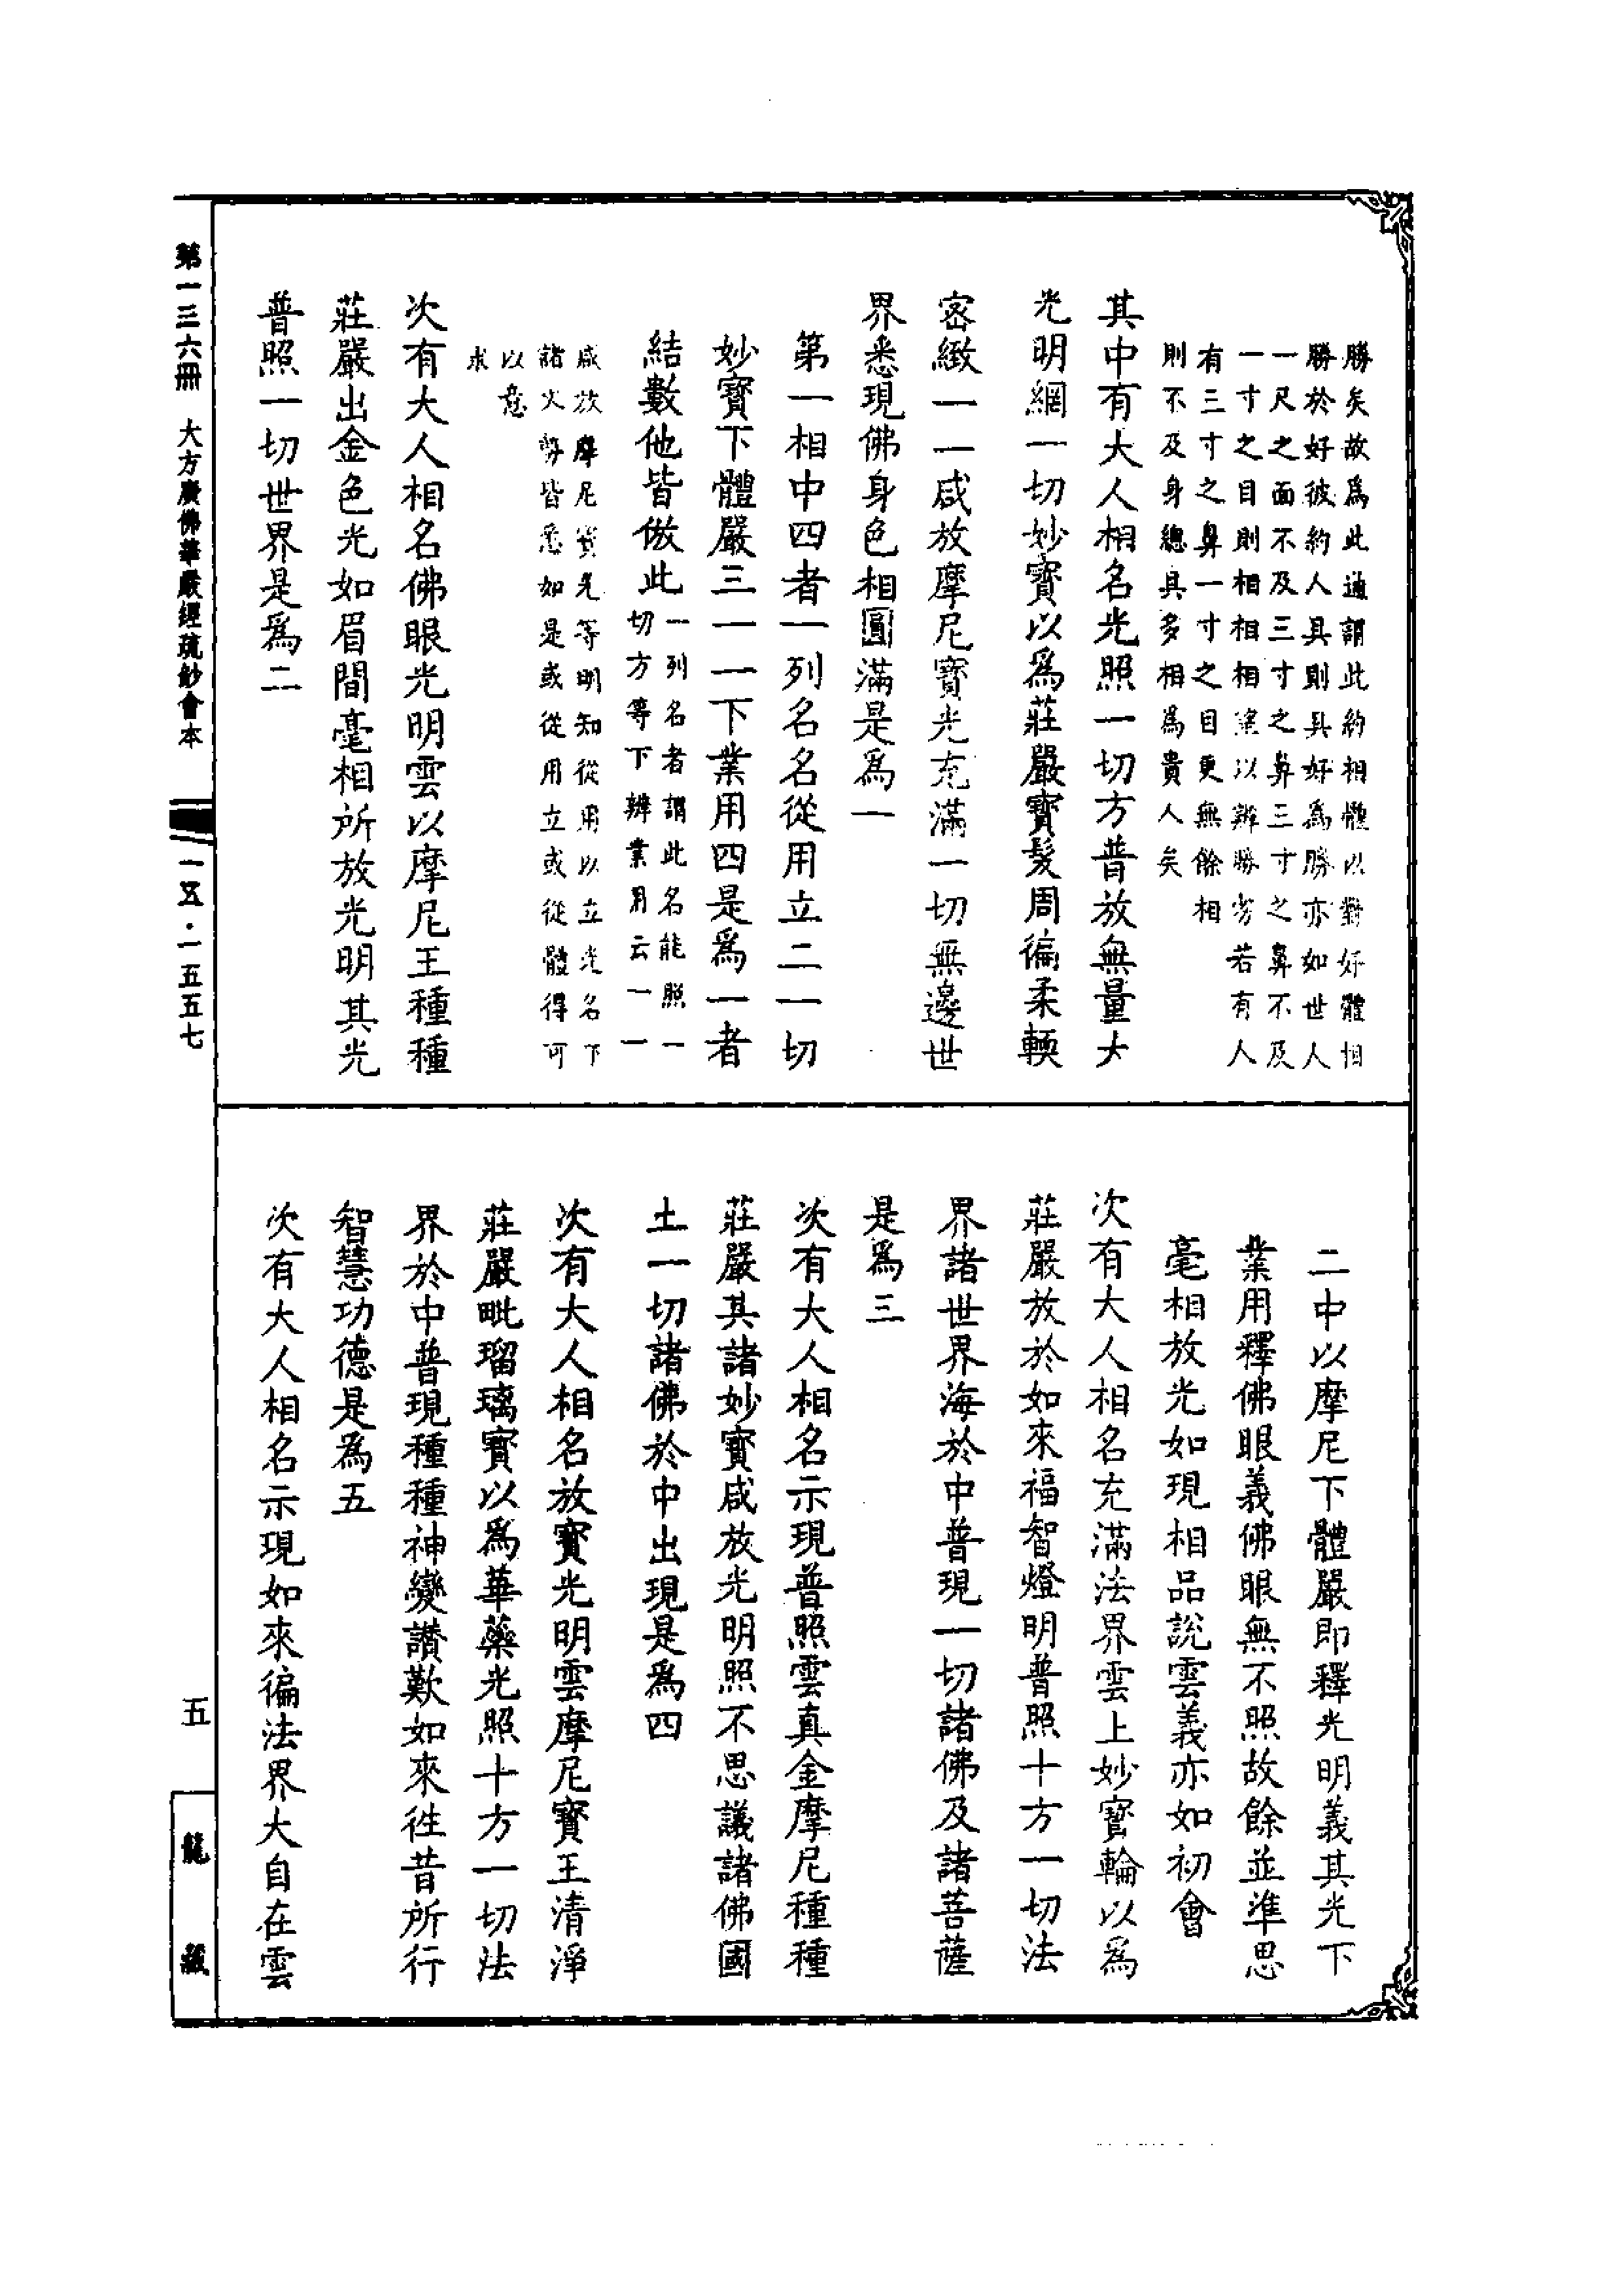 勝矣故爲此通謂此約相體以對好體相
勝於好彼約人具則具好爲勝亦如世人
一尺之面不及三寸之鼻三寸之鼻不及
一寸之目則相相相望以辨勝劣若有人
有三寸之鼻一寸之目更無餘相
則不及身總具多相爲貴人矣
其中有大人相名光照一切方普放無量大
光明網一切妙寶以爲莊嚴寶髮周徧柔輭
密緻一一咸放摩尼寶光充滿一切無邊世
界悉現佛身色相圓滿是爲一
第一相中四者一列名名從用立二一切
妙寶下體嚴三一一下業用四是爲一者
結數他皆倣此一列名者謂此名能照一
切方等下辨業用云一一
咸放摩尼寶光等明知從用以立光名下
諸火勢皆悉如是或從用立或從體得可
以意
求
次有大人相名佛眼光明雲以摩尼王種種
莊嚴出金色光如眉間毫相所放光明其光
普照一切世界是爲二
二中以摩尼下體嚴即釋光明義其光下
業用釋佛眼義佛眼無不照故餘並準思
毫相放光如現相品說雲義亦如初會
次有大人相名充滿法界雲上妙寶輪以爲
莊嚴放於如來福智燈明普照十方一切法
界諸世界海於中普現一切諸佛及諸菩薩
是爲三
次有大人相名示現普照雲真金摩尼種種
莊嚴其諸妙寶咸放光明照不思議諸佛國
土一切諸佛於中出現是爲四
次有大人相名放寶光明雲摩尼寶王清淨
莊嚴毗瑠璃寶以爲華蘂光照十方一切法
界於中普現種種神變讃歎如來徃昔所行
智慧功德是爲五
次有大人相名示現如來徧法界大自在雲
第一三六冊 大方廣佛華嚴經疏鈔會本
一五·一五五七
五
龍藏